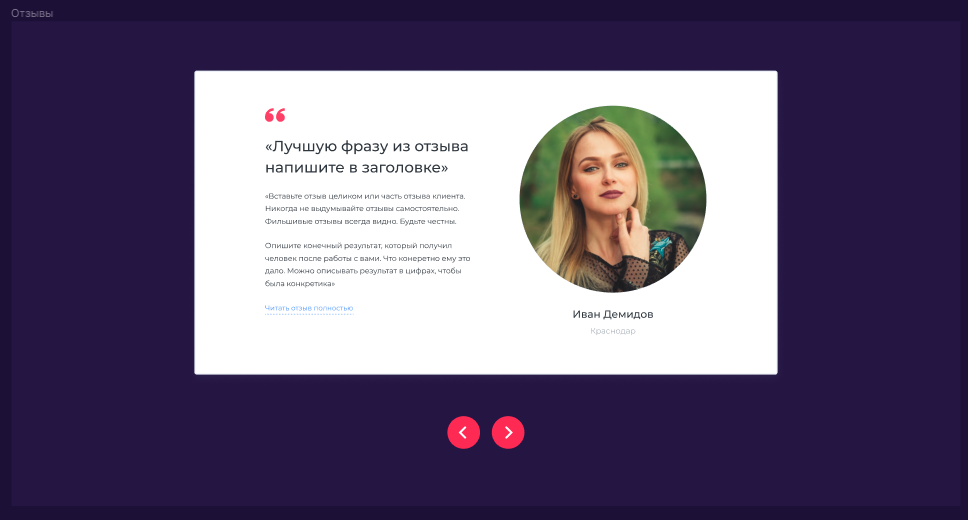 Отзывы
«Лучшую фразу из отзыва
напишите в заголовке»
«Вставьте отзыв целиком или часть отзыва клиента.
Никогда не выдумывайте отзывы самостоятельно.
Фильшивые отзывы всегда видно. Будьте честны.
Опишите конечный результат, который получил
человек после работы с вами. Что конеретно ему это
дало. Можно описывать результат в цифрах, чтобы
была конкретика»
Читать отзыв полностью
Иван Демидов
Краснодар